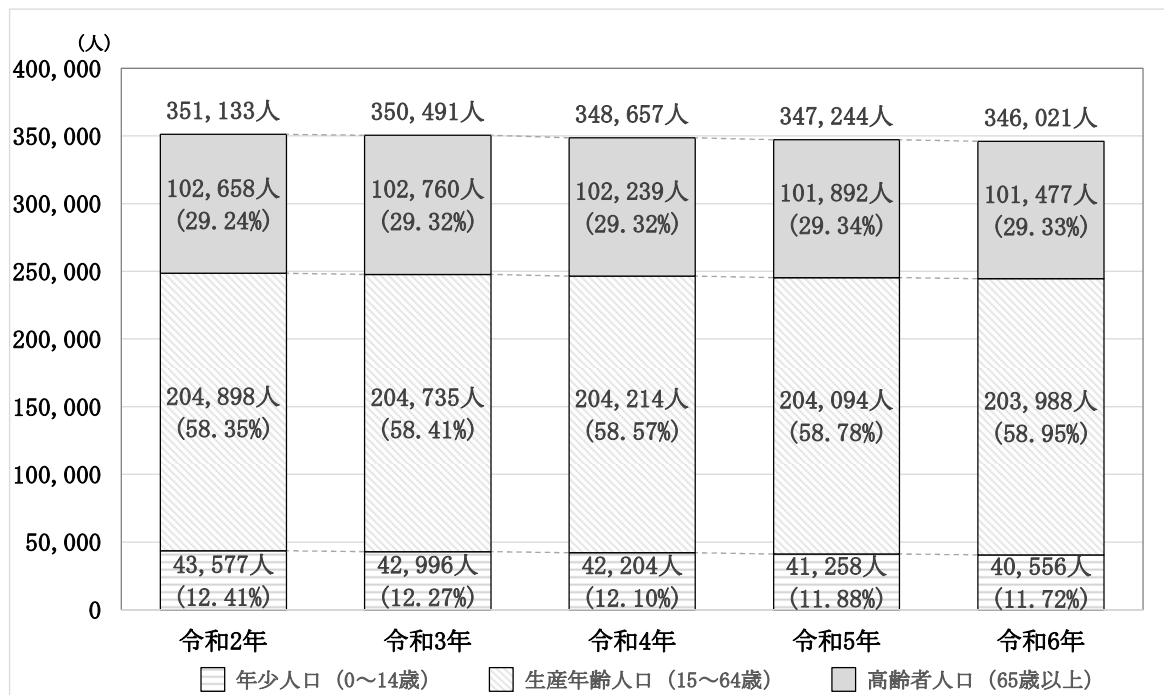 (人)
400,000
350,000
300,000
250,000
200,000
150,000
100,000
50,000
0
351,133人
350,491人
348,657人
347,244人
346,021人
102,658人
(29.24%)
102,760人
(29.32%)
102,239人
(29.32%)
101,892人
(29.34%)
101,477人
(29.33%)
204,898人
(58.35%)
204,735人
(58.41%)
204,214人
(58.57%)
204,094人
(58.78%)
203,988人
(58.95%)
43,577人
(12.41%)
42,996人
(12.27%)
42,204人
(12.10%)
41,258人
(11.88%)
40,556人
(11.72%)
令和2年
令和3年
令和4年
令和5年
令和6年
年少人口 (0～14歳)
生産年齢人口 (15～64歳)
高齢者人口 (65歳以上)